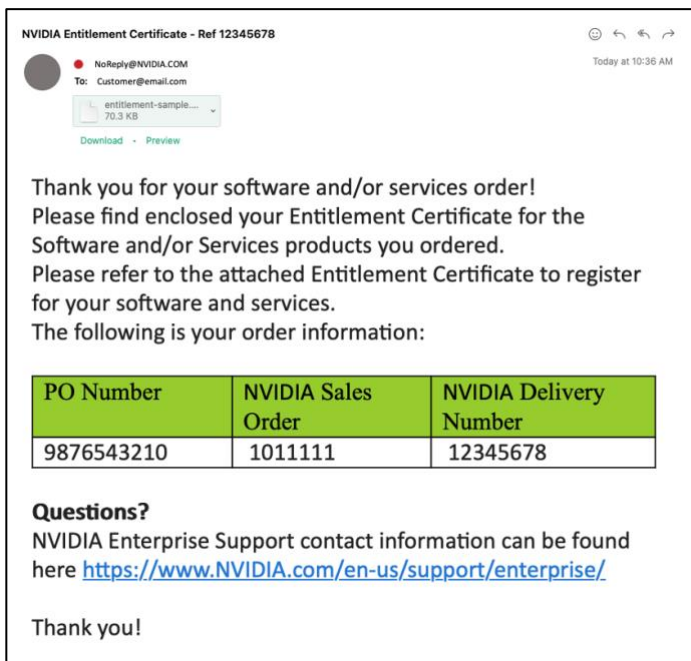 NVIDIA Entitlement Certificate - Ref 12345678
NoReply@NVIDIA.COM
Today at 10:36 AM
To: Customer@email.com
entitlement-sample....
70.3 KB
Download · Preview
Thank you for your software and/or services order!
Please find enclosed your Entitlement Certificate for the
Software and/or Services products you ordered.
Please refer to the attached Entitlement Certificate to register
for your software and services.
The following is your order information:
PO Number
NVIDIA Sales
Order
NVIDIA Delivery
Number
9876543210
1011111
12345678
Questions?
NVIDIA Enterprise Support contact information can be found
here https://www.NVIDIA.com/en-us/support/enterprise/
Thank you!